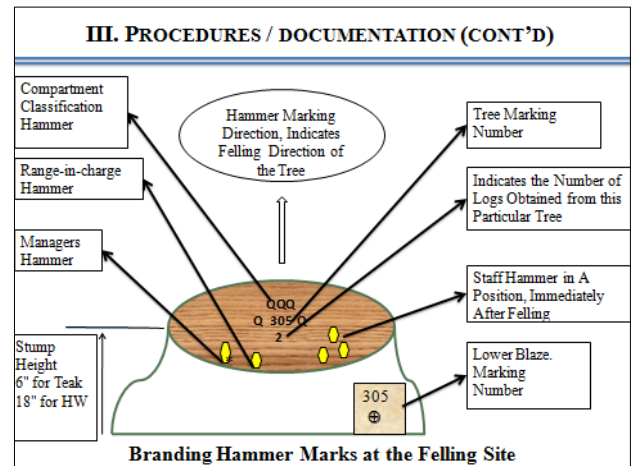 III. PROCEDURES / DOCUMENTATION (CONT'D)
Compartment
Classification
Hammer
Range-in-charge
Hammer
Managers
Hammer
Stump
Height
6" for Teak
18" for HW
Hammer Marking
Direction, Indicates
Felling Direction of
the Tree
Tree Marking
Number
Indicates the Number of
Logs Obtained from this
Particular Tree
Staff Hammer in A
Position, Immediately
After Felling
Lower Blaze.
Marking
Number
QQQ
Q 305 Q
2
305
Branding Hammer Marks at the Felling Site